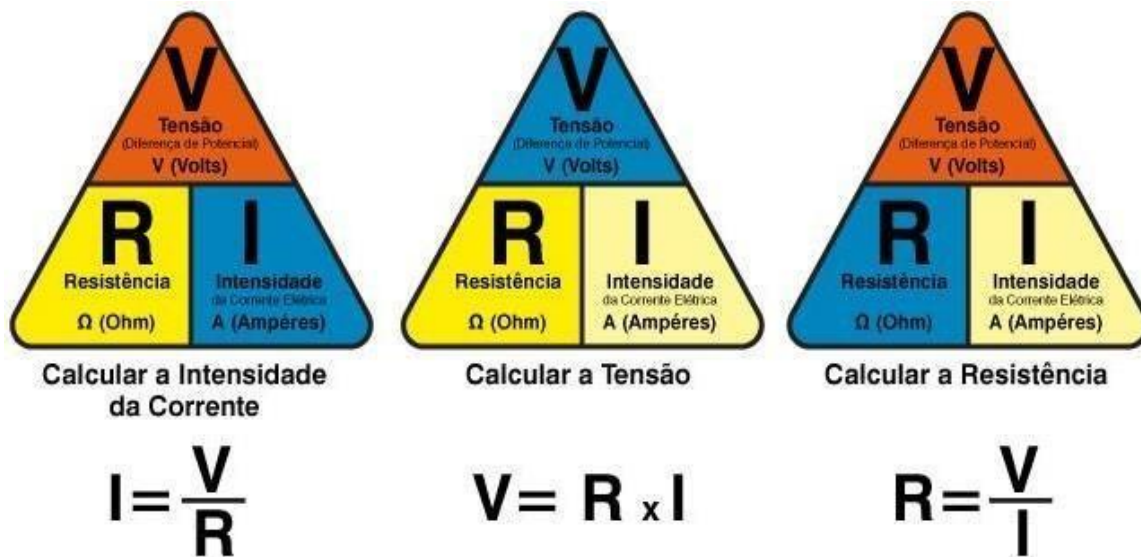 V
Tensão
(Diferença de Potencial)
V (Volts)
R
Resistência
Ω (Ohm)
I
Intensidade
da Corrente Elétrica
A (Ampéres)
Calcular a Intensidade
da Corrente
I = V
R
V
Tensão
(Diferença de Potencial)
V (Volts)
R
Resistência
Ω (Ohm)
I
Intensidade
da Corrente Elétrica
A (Ampéres)
Calcular a Tensão
V = R x I
V
Tensão
(Diferença de Potencial)
V (Volts)
R
Resistência
Ω (Ohm)
I
Intensidade
da Corrente Elétrica
A (Ampéres)
Calcular a Resistência
R = V
I